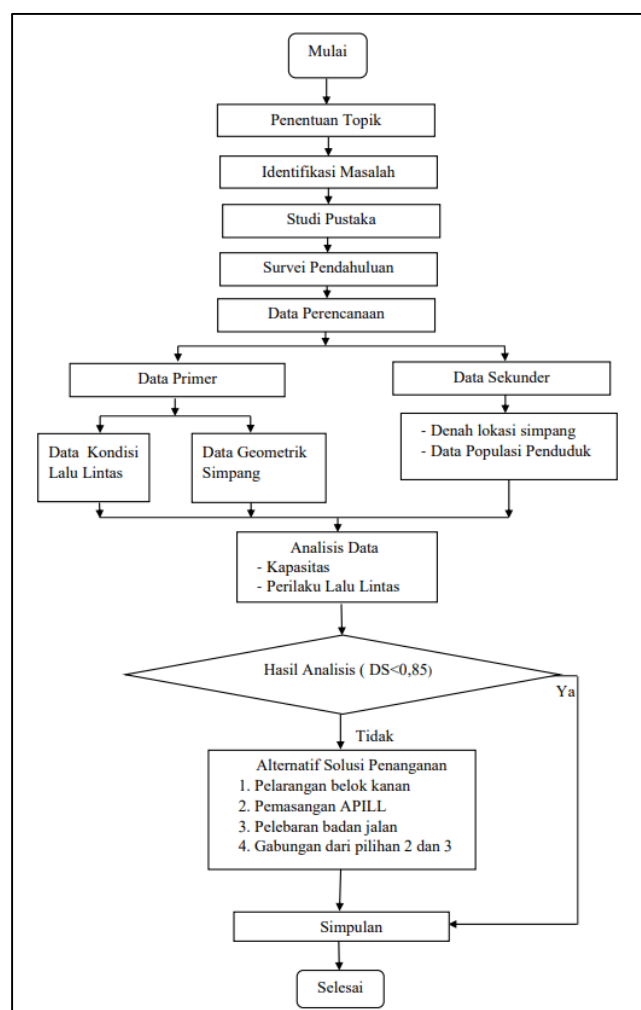 Mulai
Penentuan Topik
Identifikasi Masalah
Studi Pustaka
Survei Pendahuluan
Data Perencanaan
Data Primer
Data Sekunder
Data Kondisi
Lalu Lintas
Data Geometrik
Simpang
- Denah lokasi simpang
- Data Populasi Penduduk
Analisis Data
- Kapasitas
- Perilaku Lalu Lintas
Hasil Analisis ( DS<0,85)
Ya
Tidak
Alternatif Solusi Penanganan
1. Pelarangan belok kanan
2. Pemasangan APILL
3. Pelebaran badan jalan
4. Gabungan dari pilihan 2 dan 3
Simpulan
Selesai